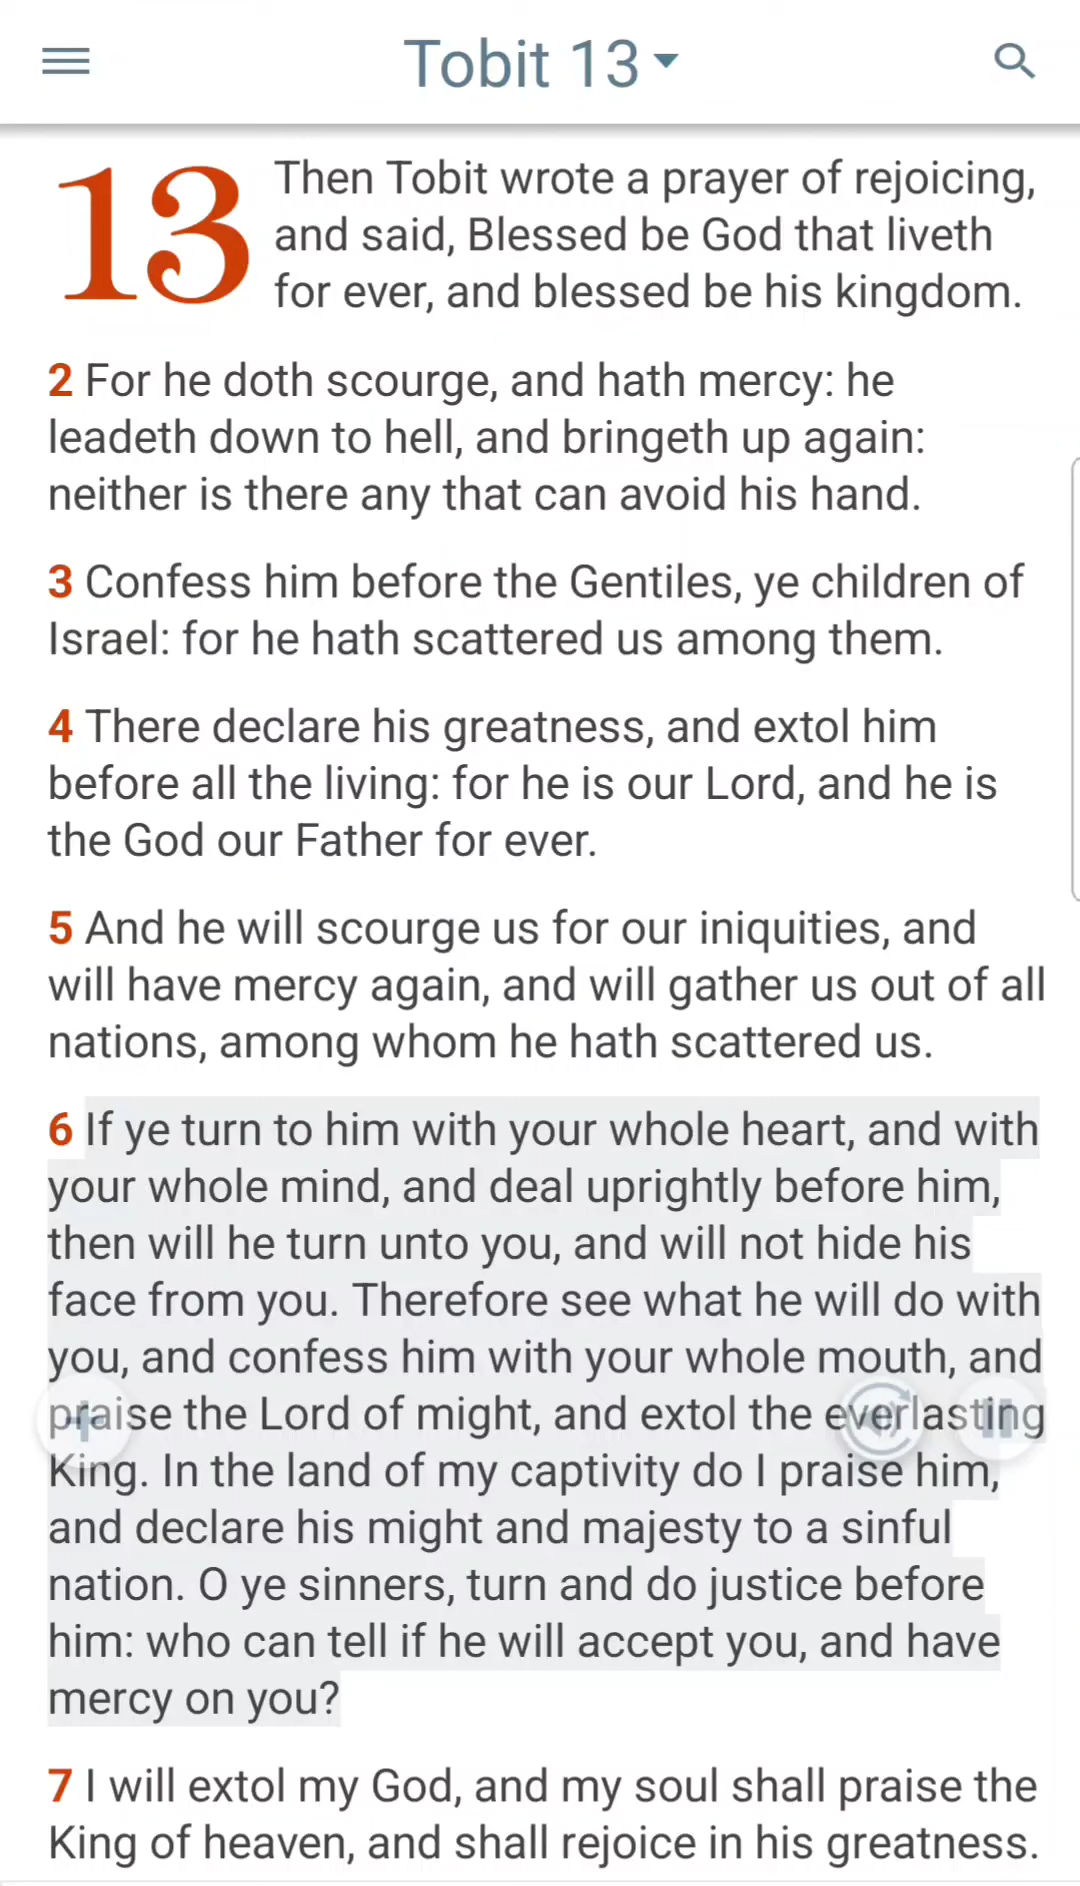 Tobit 13
13 Then Tobit wrote a prayer of rejoicing,
and said, Blessed be God that liveth
for ever, and blessed be his kingdom.
2 For he doth scourge, and hath mercy: he
leadeth down to hell, and bringeth up again:
neither is there any that can avoid his hand.
3 Confess him before the Gentiles, ye children of
Israel: for he hath scattered us among them.
4 There declare his greatness, and extol him
before all the living: for he is our Lord, and he is
the God our Father for ever.
5 And he will scourge us for our iniquities, and
will have mercy again, and will gather us out of all
nations, among whom he hath scattered us.
6 If ye turn to him with your whole heart, and with
your whole mind, and deal uprightly before him,
then will he turn unto you, and will not hide his
face from you. Therefore see what he will do with
you, and confess him with your whole mouth, and
praise the Lord of might, and extol the everlasting
King. In the land of my captivity do I praise him,
and declare his might and majesty to a sinful
nation. O ye sinners, turn and do justice before
him: who can tell if he will accept you, and have
mercy on you?
7 I will extol my God, and my soul shall praise the
King of heaven, and shall rejoice in his greatness.